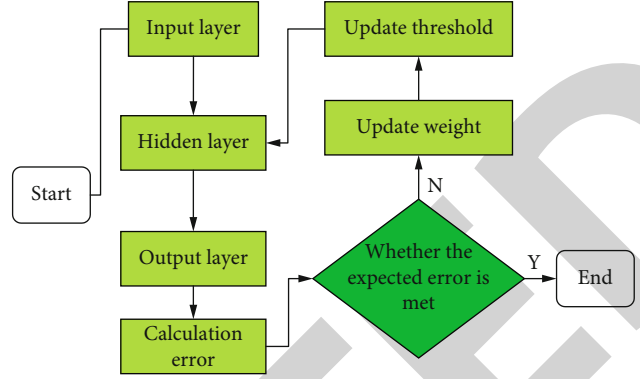 Start
Input layer
Hidden layer
Output layer
Calculation
error
Whether the
expected error is
met
N
Update weight
Update threshold
Y
End